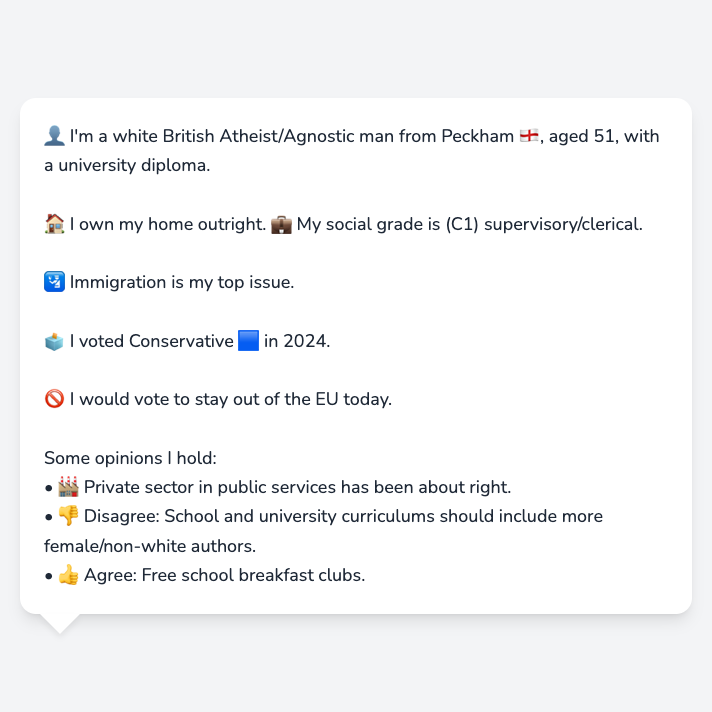 👤 I'm a white British Atheist/Agnostic man from Peckham 🏴󠁧󠁢󠁥󠁮󠁧󠁿, aged 51, with
a university diploma.
🏠 I own my home outright. 💼 My social grade is (C1) supervisory/clerical.
🛂 Immigration is my top issue.
🗳️ I voted Conservative 🟦 in 2024.
🚫 I would vote to stay out of the EU today.
Some opinions I hold:
• 🏭 Private sector in public services has been about right.
• 👎 Disagree: School and university curriculums should include more
female/non-white authors.
• 👍 Agree: Free school breakfast clubs.